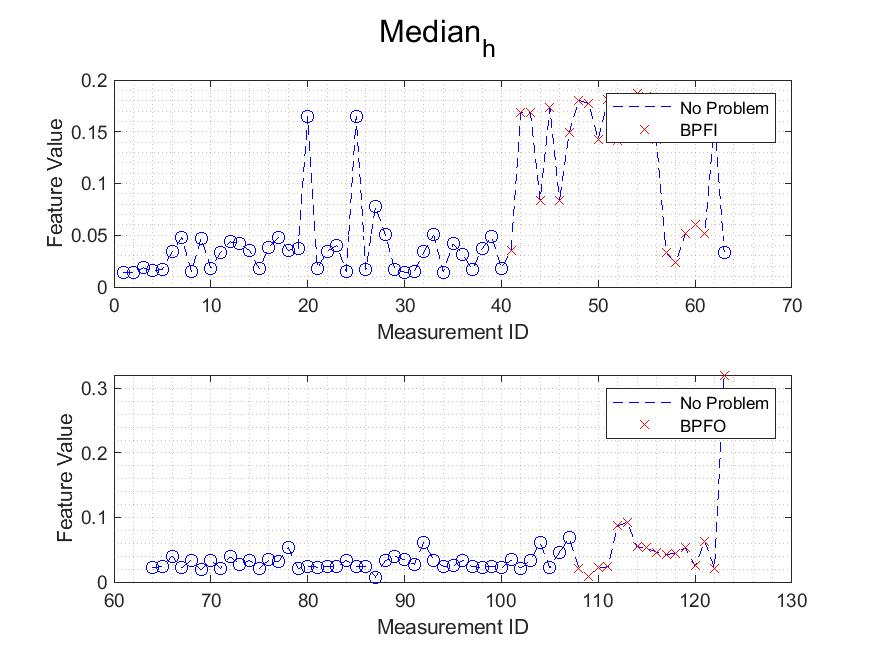 Median_h
0.2
0.15
0.1
0.05
0
Feature Value
No Problem
BPFI
0 10 20 30 40 50 60 70
Measurement ID
0.3
0.2
0.1
0
Feature Value
No Problem
BPFO
60 70 80 90 100 110 120 130
Measurement ID